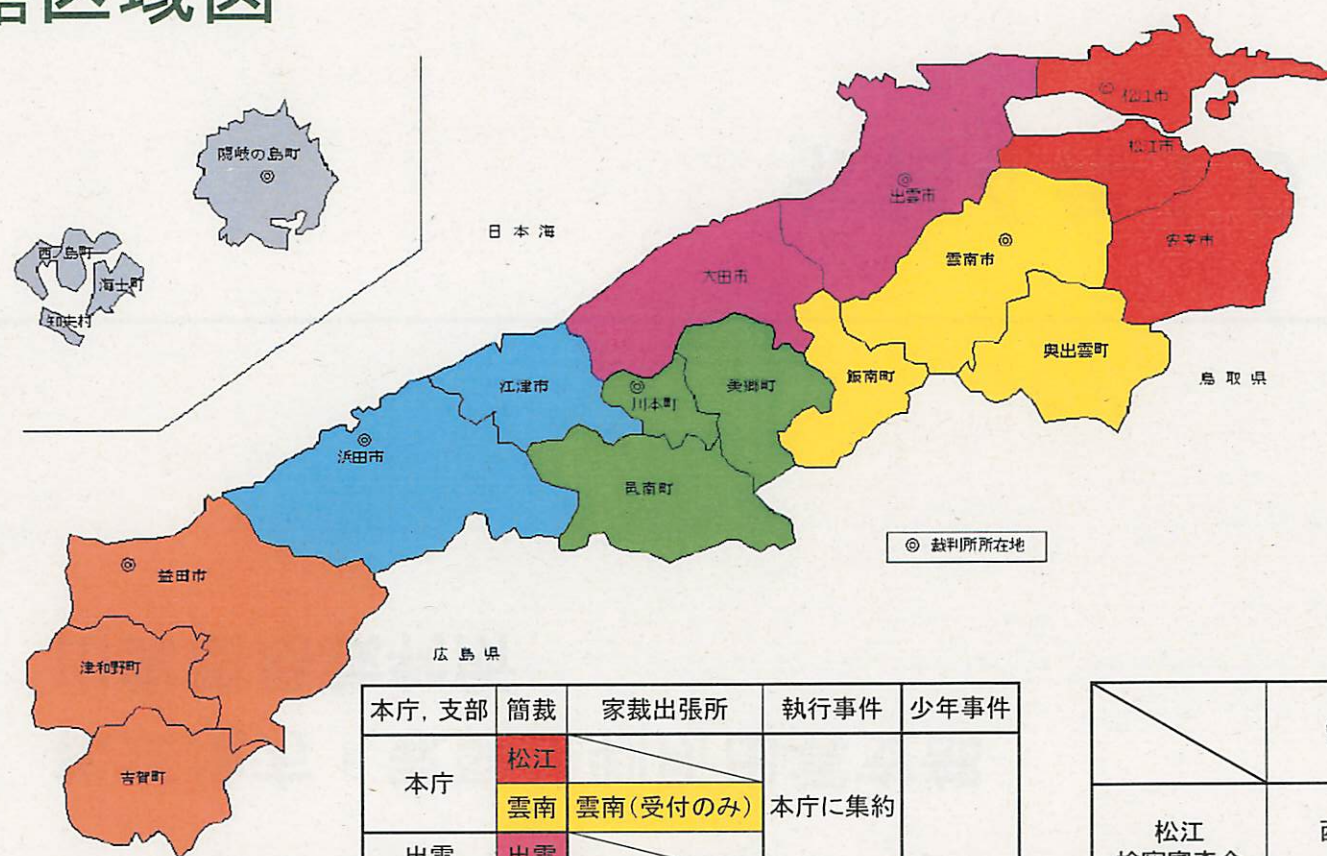 区域図
隠岐の島町
西ノ島町
海士町
知夫村
日本海
松江市
松江市
出雲市
安来市
雲南市
大田市
奥出雲町
飯南町
鳥取県
美郷町
川本町
江津市
浜田市
邑南町
◎ 裁判所所在地
益田市
津和野町
吉賀町
広島県
本庁, 支部 簡裁 家裁出張所 執行事件 少年事件
本庁 松江
雲南 雲南(受付のみ) 本庁に集約
出雲 出雲
松江